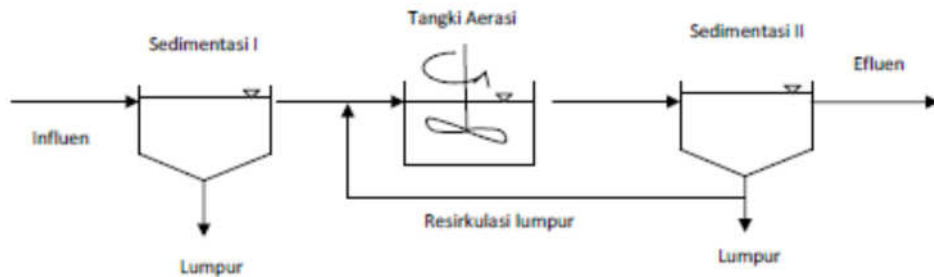 Tangki Aerasi
Sedimentasi I
Sedimentasi II
Efluen
Influen
Resirkulasi lumpur
Lumpur
Lumpur